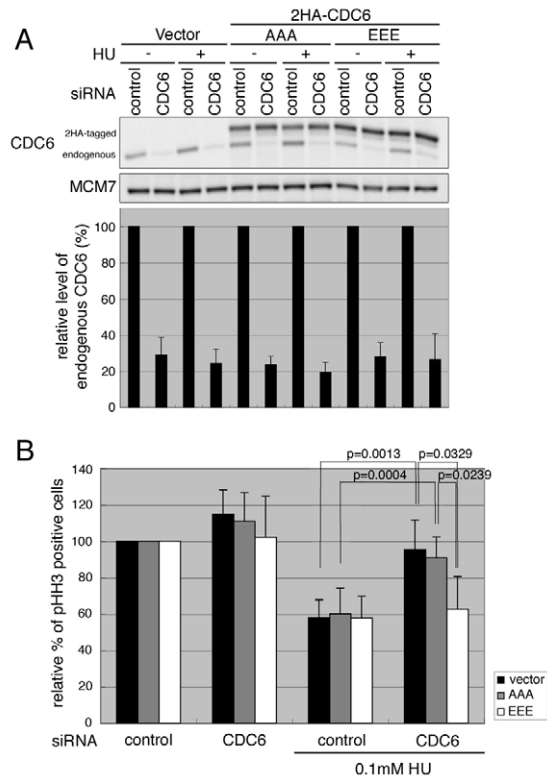 A
2HA-CDC6
Vector AAA EEE
HU - + - + - +
siRNA control CDC6 control CDC6 control CDC6 control CDC6 control CDC6 control CDC6
CDC6 2HA-tagged
endogenous
MCM7
relative level of
endogenous CDC6 (%)
100
80
60
40
20
0
B
p=0.0013 p=0.0329
p=0.0004 p=0.0239
relative % of pHH3 positive cells
140
120
100
80
60
40
20
0
vector
AAA
EEE
siRNA control CDC6 control CDC6
0.1mM HU